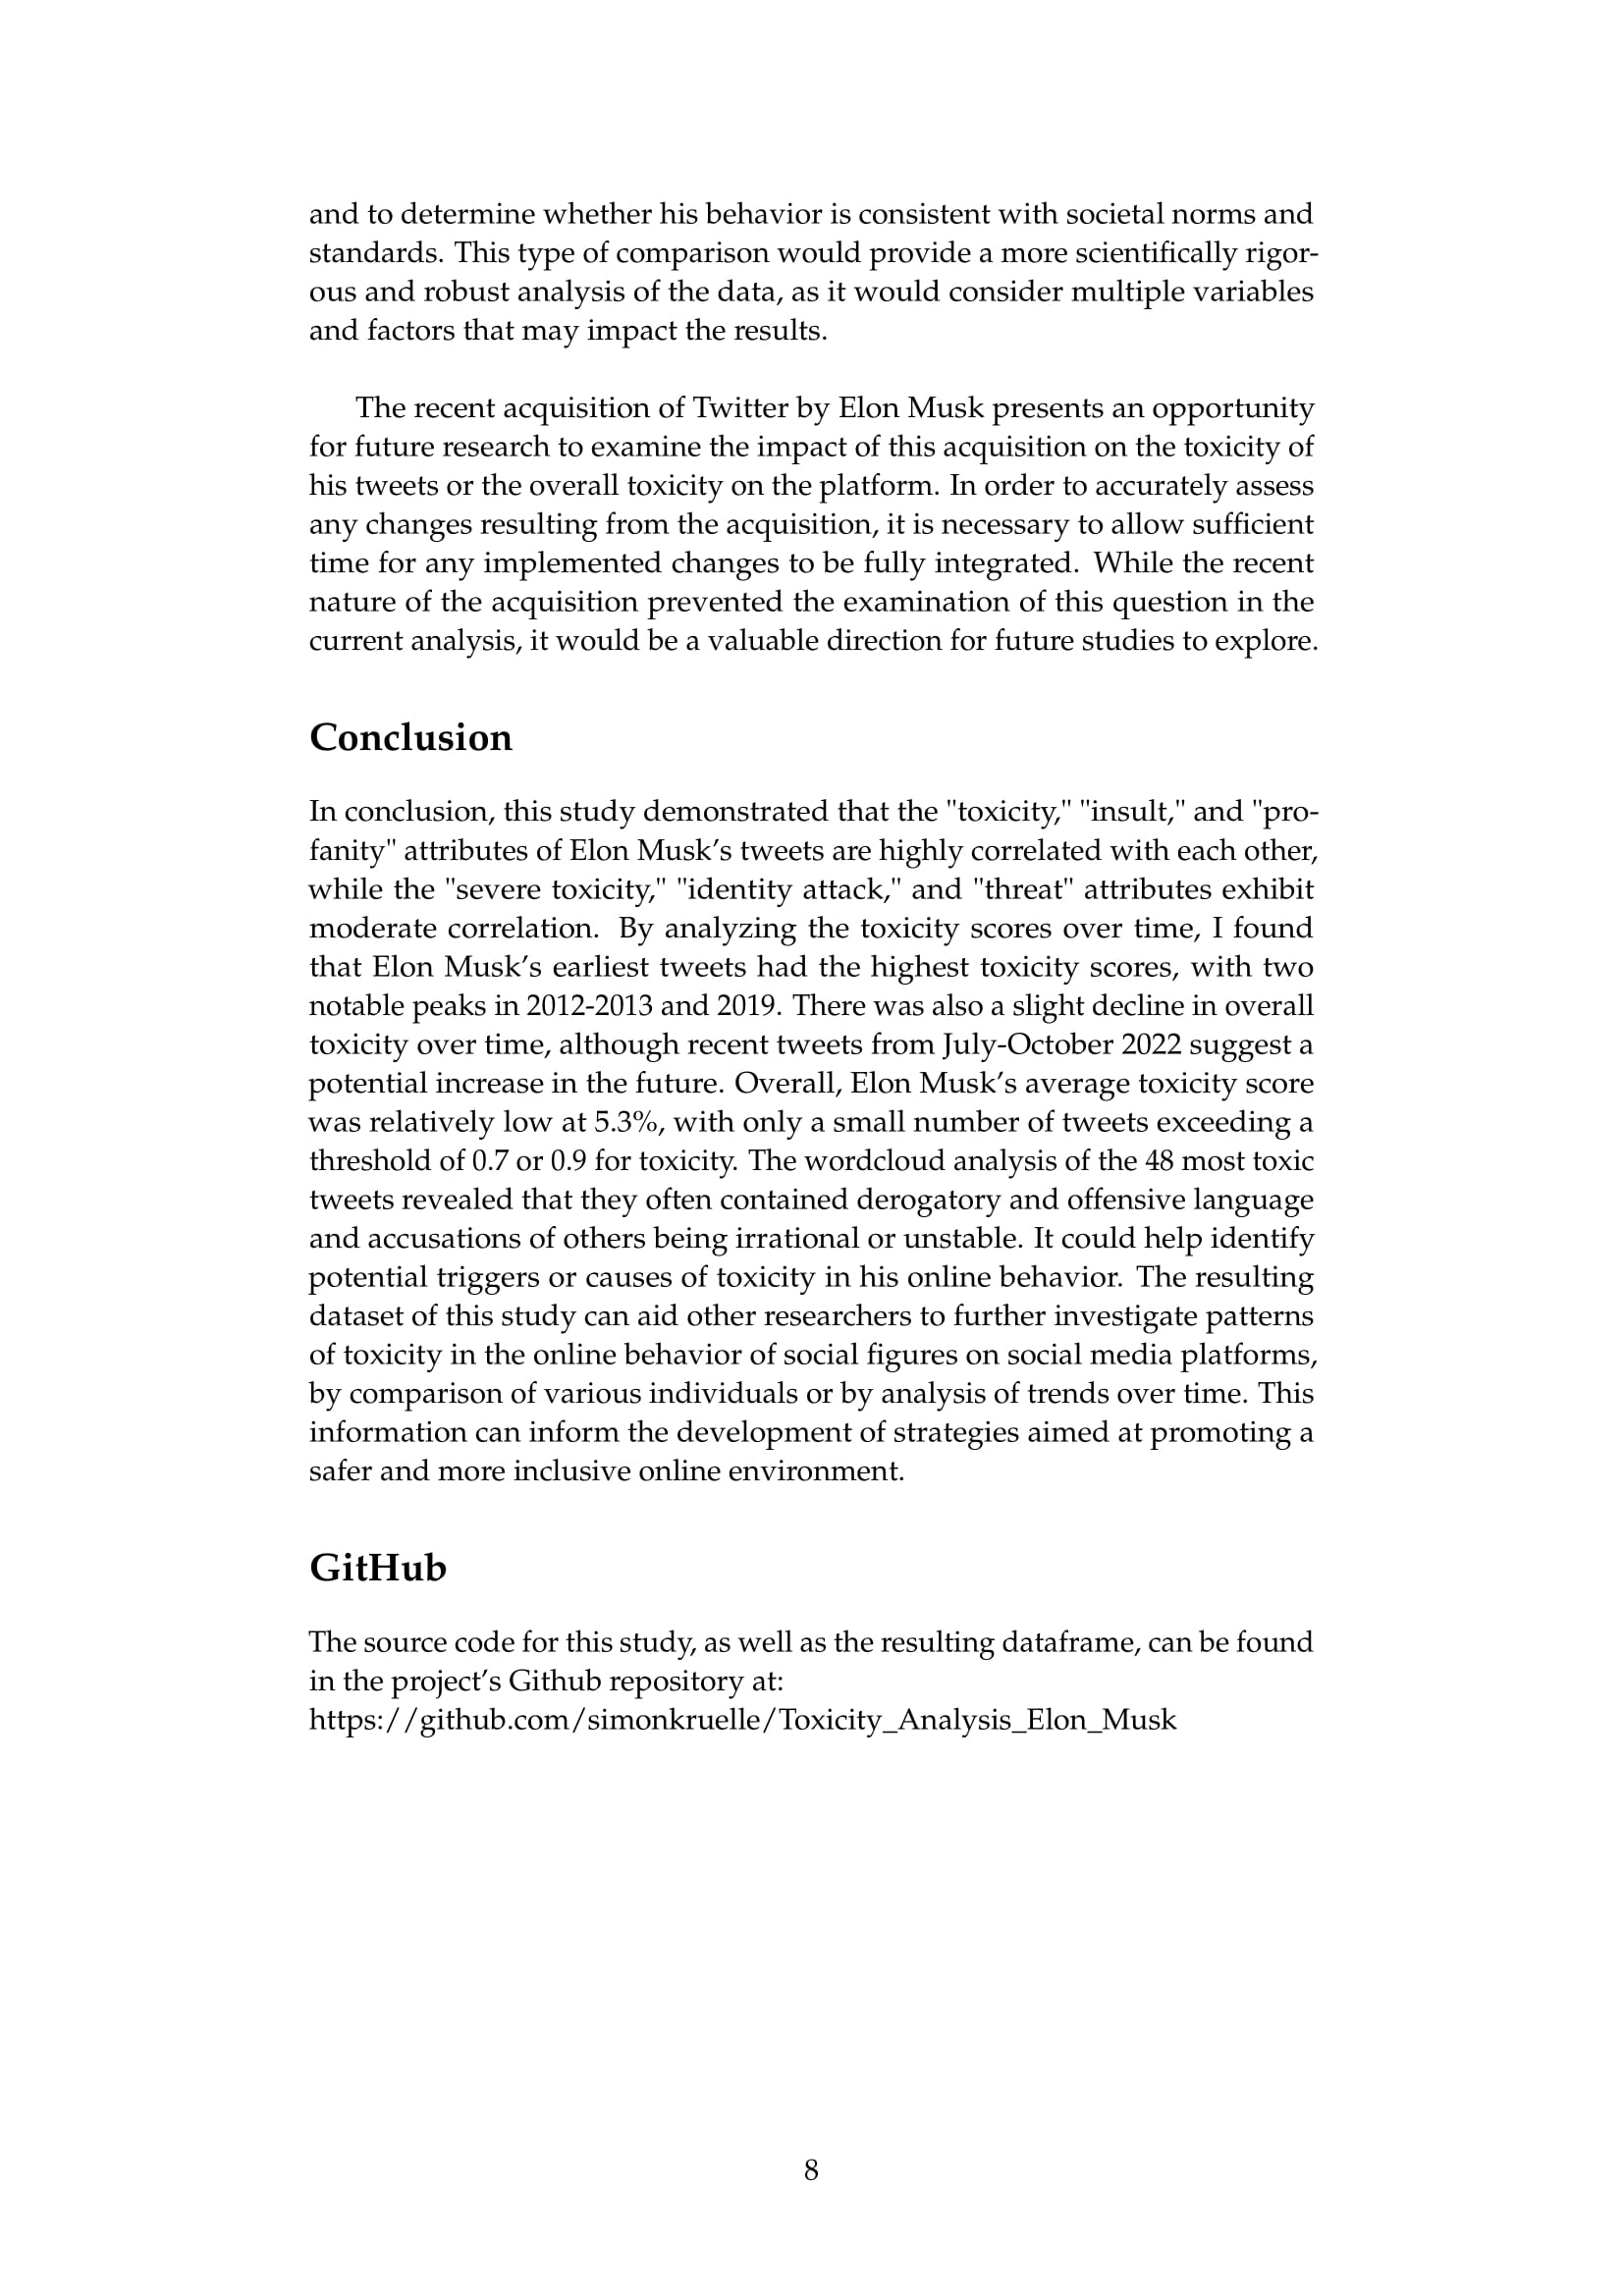 and to determine whether his behavior is consistent with societal norms and
standards. This type of comparison would provide a more scientifically rigor-
ous and robust analysis of the data, as it would consider multiple variables
and factors that may impact the results.
The recent acquisition of Twitter by Elon Musk presents an opportunity
for future research to examine the impact of this acquisition on the toxicity of
his tweets or the overall toxicity on the platform. In order to accurately assess
any changes resulting from the acquisition, it is necessary to allow sufficient
time for any implemented changes to be fully integrated. While the recent
nature of the acquisition prevented the examination of this question in the
current analysis, it would be a valuable direction for future studies to explore.
Conclusion
In conclusion, this study demonstrated that the "toxicity," "insult," and "pro-
fanity" attributes of Elon Musk's tweets are highly correlated with each other,
while the "severe toxicity," "identity attack," and "threat" attributes exhibit
moderate correlation. By analyzing the toxicity scores over time, I found
that Elon Musk's earliest tweets had the highest toxicity scores, with two
notable peaks in 2012-2013 and 2019. There was also a slight decline in overall
toxicity over time, although recent tweets from July-October 2022 suggest a
potential increase in the future. Overall, Elon Musk's average toxicity score
was relatively low at 5.3%, with only a small number of tweets exceeding a
threshold of 0.7 or 0.9 for toxicity. The wordcloud analysis of the 48 most toxic
tweets revealed that they often contained derogatory and offensive language
and accusations of others being irrational or unstable. It could help identify
potential triggers or causes of toxicity in his online behavior. The resulting
dataset of this study can aid other researchers to further investigate patterns
of toxicity in the online behavior of social figures on social media platforms,
by comparison of various individuals or by analysis of trends over time. This
information can inform the development of strategies aimed at promoting a
safer and more inclusive online environment.
GitHub
The source code for this study, as well as the resulting dataframe, can be found
in the project's Github repository at:
https://github.com/simonkruelle/Toxicity_Analysis_Elon_Musk
8